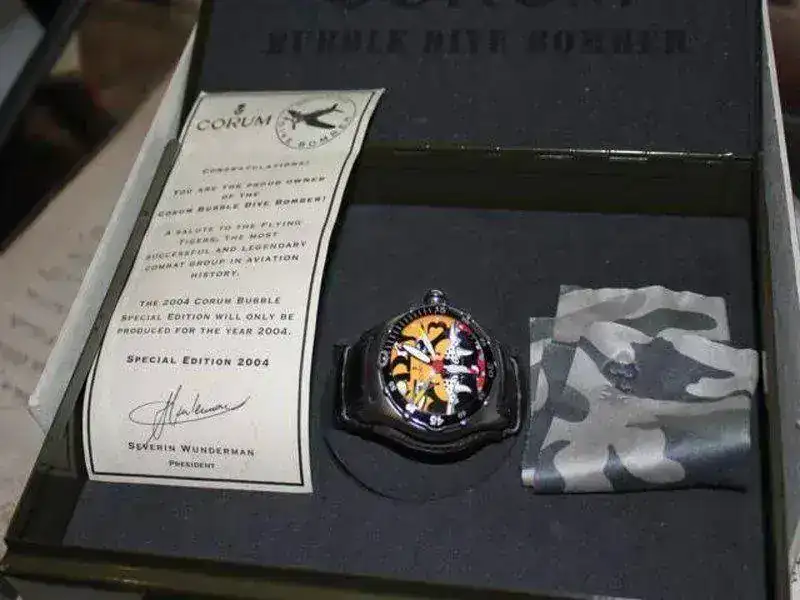 CORUM
BUBBLE DIVE BOMBER
CORUM
DIVE BOMBER
CONGRATULATIONS!
YOU ARE THE PROUD OWNER
OF THE
CORUM BUBBLE DIVE BOMBER!
A SALUTE TO THE FLYING
TIGERS; THE MOST
SUCCESSFUL AND LEGENDARY
COMBAT GROUP IN AVIATION
HISTORY.
THE 2004 CORUM BUBBLE
SPECIAL EDITION WILL ONLY BE
PRODUCED FOR THE YEAR 2004.
SPECIAL EDITION 2004
SEVERIN WUNDERMAN
PRESIDENT
45